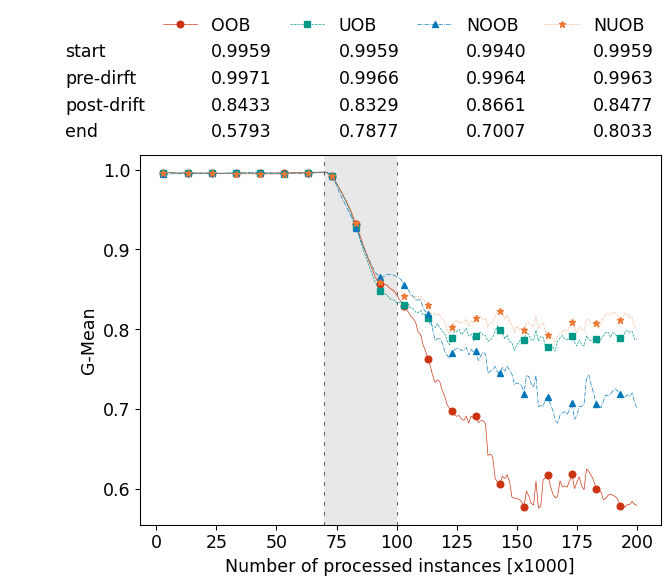 OOB UOB NOOB NUOB
start 0.9959 0.9959 0.9940 0.9959
pre-dirft 0.9971 0.9966 0.9964 0.9963
post-drift 0.8433 0.8329 0.8661 0.8477
end 0.5793 0.7877 0.7007 0.8033
1.0
0.9
0.8
0.7
0.6
G-Mean
0 25 50 75 100 125 150 175 200
Number of processed instances [x1000]